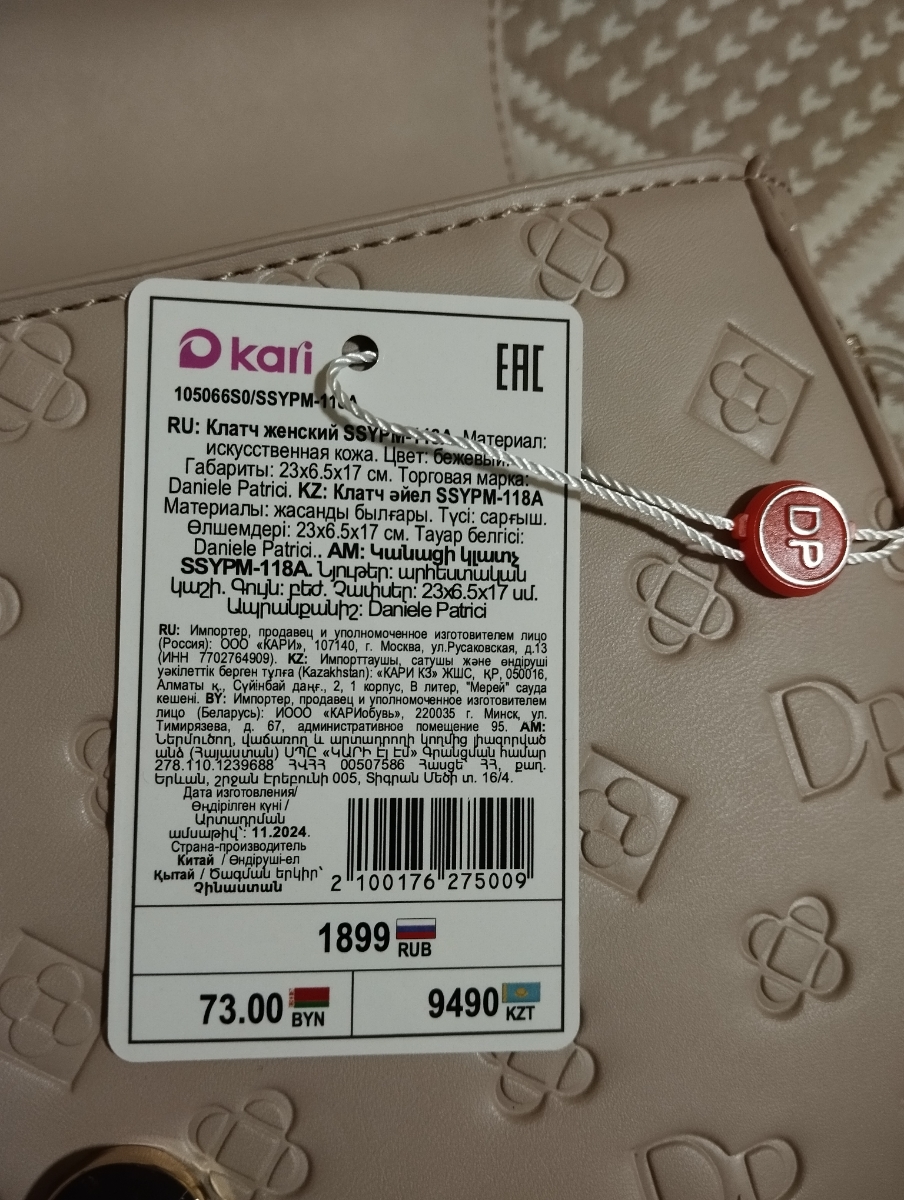 kari
EAC
105066S0/SSYPM-118A
RU: Клатч женский SSYPM-118A. Материал:
искусственная кожа. Цвет: бежевый.
Габариты: 23x6.5x17 см. Торговая марка:
Daniele Patrici. KZ: Клатч әйел SSYPM-118A
Материалы: жасанды былғары. Түсі: сарғыш.
Өлшемдері: 23x6.5x17 см. Тауар белгісі:
Daniele Patrici.. AM: Կանացի կլատչ
SSYPM-118A. Նյութեր: արհեստական
կաշի. Գույն: բեժ. Չափսեր: 23x6.5x17 սմ.
Ապրանքանիշ: Daniele Patrici
RU: Импортер, продавец и уполномоченное изготовителем лицо
(Россия): ООО «КАРИ», 107140, г. Москва, ул.Русаковская, д.13
(ИНН 7702764909). KZ: Импорттаушы, сатушы және өндіруші
уәкілеттік берген тұлға (Kazakhstan): «КАРИ КЗ» ЖШС, ҚР, 050016,
Алматы қ., Сүйінбай даңғ., 2, 1 корпус, В литер, "Мерей" сауда
кешені. BY: Импортер, продавец и уполномоченное изготовителем
лицо (Беларусь): ИООО «КАРИобувь», 220035 г. Минск, ул.
Тимирязева, д. 67, административное помещение 95. AM:
Ներմուծող, վաճառող և արտադրողի կողմից լիազորված
անձ (Հայաստան) ՍՊԸ «ԿԱՐԻ Էյ Էմ» Գրանցման համար
278.110.1239688 ՀՎՀՀ 00507586 Հասցե՝ ՀՀ, քաղ.
Երևան, շրջան Էրեբունի 005, Տիգրան Մեծի տ. 16/4.
Дата изготовления/
Өндірілген күні /
Արտադրման
ամսաթիվ՝: 11.2024.
Страна-производитель
Китай / Өндіруші-ел
Қытай / Ծագման երկիր՝
Չինաստան
2 100176 275009
1899 RUB
73.00 BYN
9490 KZT
DP
DP
DP